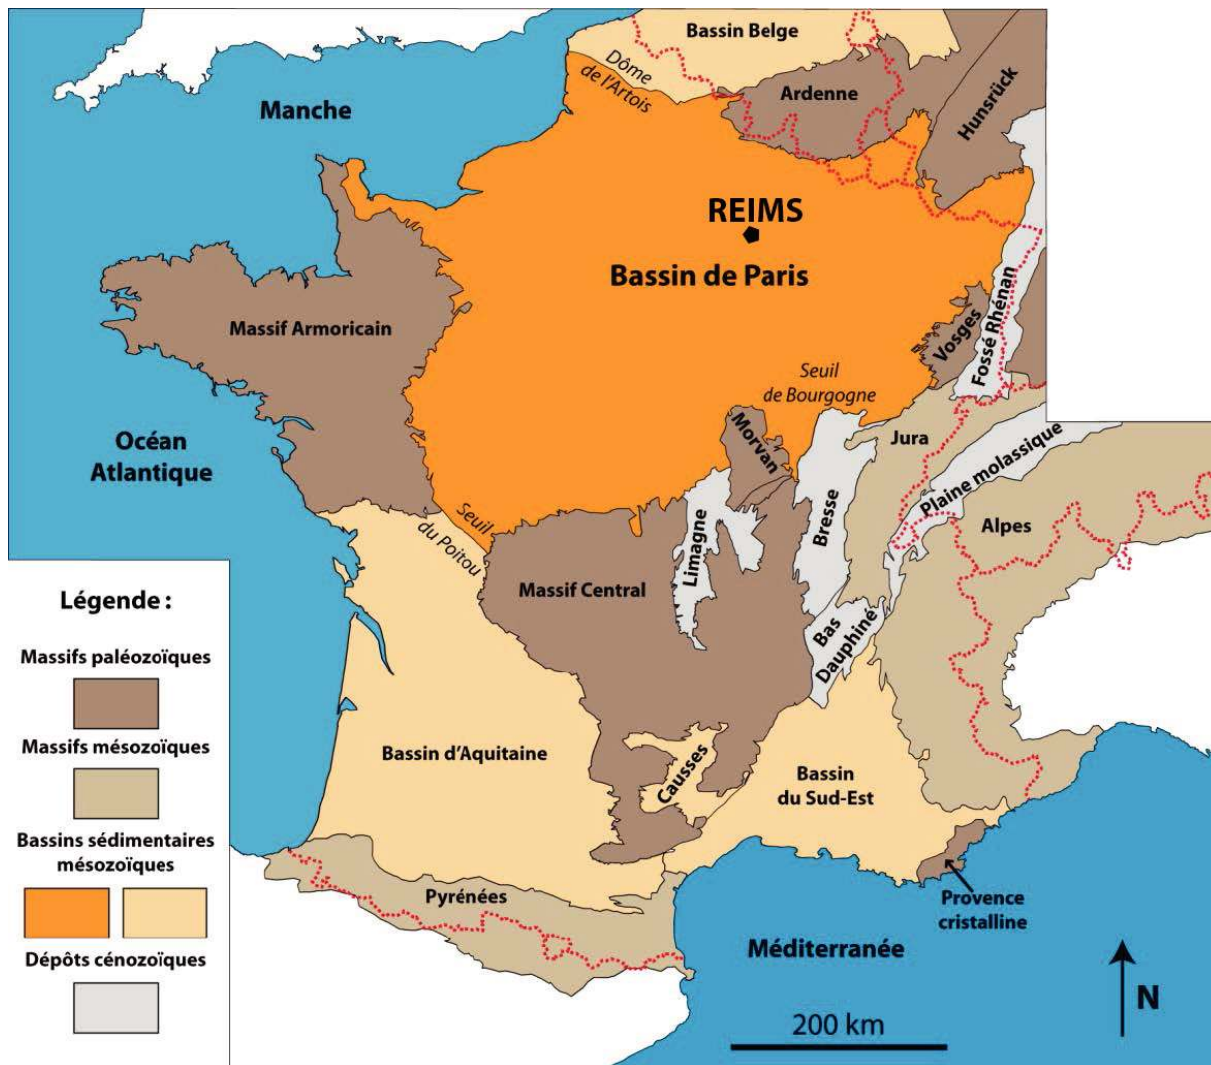 Bassin Belge
Dôme
de l'Artois
Ardenne
Hunsrück
Manche
REIMS
Bassin de Paris
Massif Armoricain
Vosges
Fossé Rhénan
Seuil
de Bourgogne
Morvan
Jura
Océan
Atlantique
Plaine molassique
Seuil
du Poitou
Limagne
Bresse
Alpes
Massif Central
Bas
Dauphiné
Légende :
Massifs paléozoïques
Massifs mésozoïques
Bassins sédimentaires
mésozoïques
Dépôts cénozoïques
Bassin d'Aquitaine
Causses
Bassin
du Sud-Est
Pyrénées
Provence
cristalline
Méditerranée
N
200 km